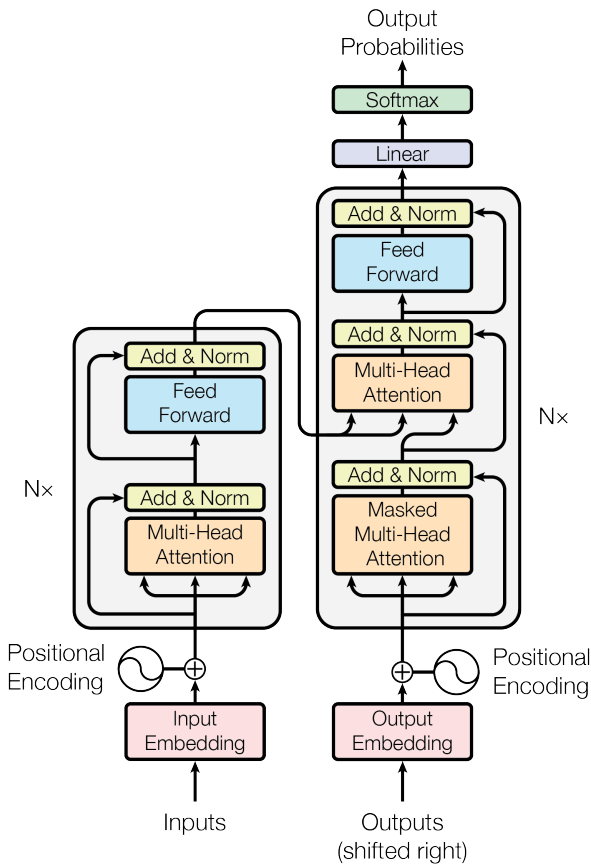 Output
Probabilities
Softmax
Linear
Add & Norm
Feed
Forward
Add & Norm
Multi-Head
Attention
Add & Norm
Masked
Multi-Head
Attention
Nx
Positional
Encoding
Output
Embedding
Outputs
(shifted right)
Add & Norm
Feed
Forward
Add & Norm
Multi-Head
Attention
N×
Positional
Encoding
Input
Embedding
Inputs